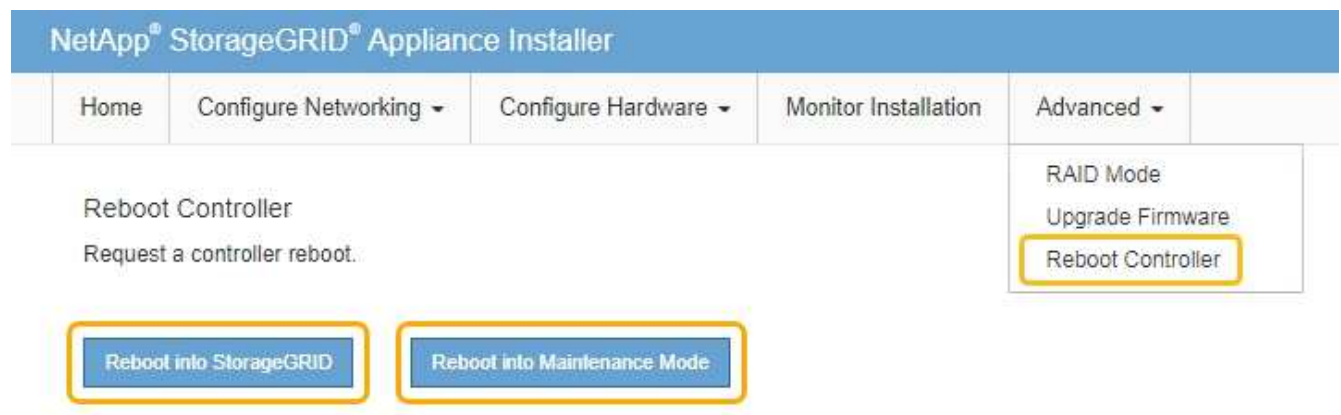 NetApp® StorageGRID® Appliance Installer
Home Configure Networking Configure Hardware Monitor Installation Advanced
RAID Mode
Upgrade Firmware
Reboot Controller
Reboot Controller
Request a controller reboot.
Reboot into StorageGRID Reboot into Maintenance Mode